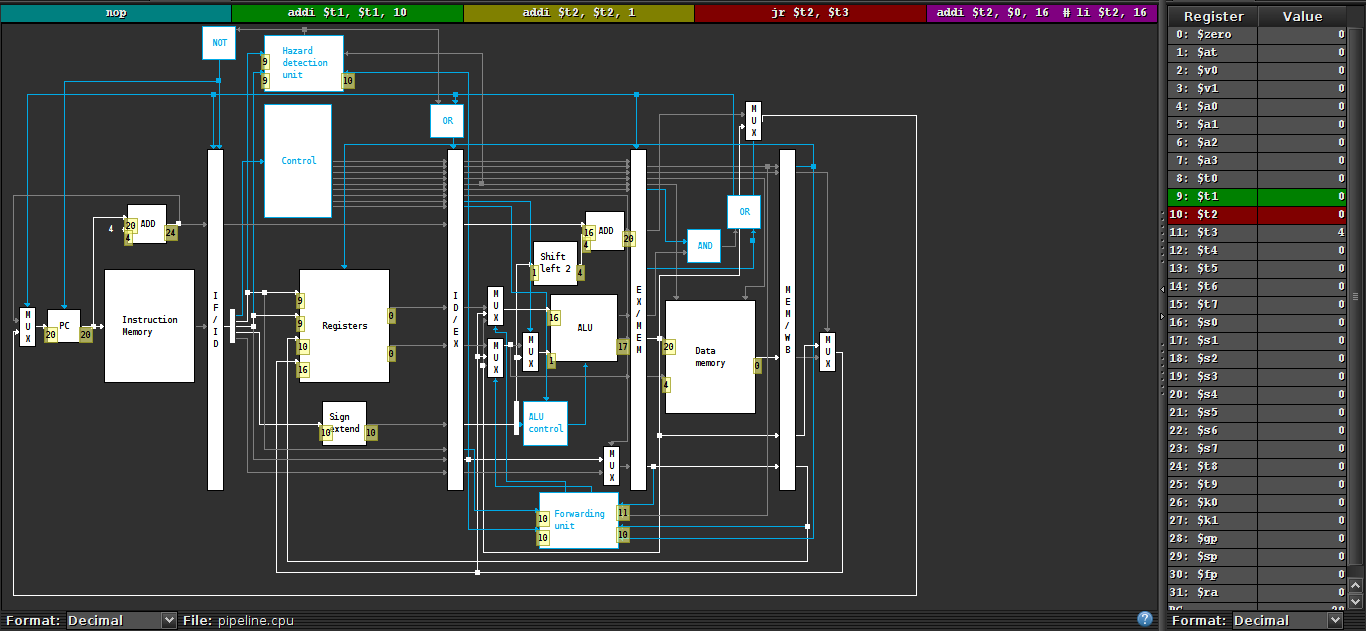 nop
addi $t1, $t1, 10
addi $t2, $t2, 1
jr $t2, $t3
addi $t2, $0, 16 # li $t2, 16
NOT
Hazard
detection
unit
9
9
10
Control
OR
MUX
4
20
4
ADD
24
IF/ID
ID/EX
EX/MEM
MEM/WB
16
4
ADD
20
OR
AND
Shift
left 2
1
4
MUX
20
PC
20
Instruction
Memory
9
9
10
16
Registers
0
0
MUX
MUX
MUX
16
1
ALU
17
20
4
Data
memory
0
MUX
Sign
extend
10
10
ALU
control
MUX
Forwarding
unit
10
10
11
10
Format: Decimal File: pipeline.cpu
?
Register Value
0: $zero 0
1: $at 0
2: $v0 0
3: $v1 0
4: $a0 0
5: $a1 0
6: $a2 0
7: $a3 0
8: $t0 0
9: $t1 0
10: $t2 0
11: $t3 4
12: $t4 0
13: $t5 0
14: $t6 0
15: $t7 0
16: $s0 0
17: $s1 0
18: $s2 0
19: $s3 0
20: $s4 0
21: $s5 0
22: $s6 0
23: $s7 0
24: $t8 0
25: $t9 0
26: $k0 0
27: $k1 0
28: $gp 0
29: $sp 0
30: $fp 0
31: $ra 0
PC 20
Format: Decimal